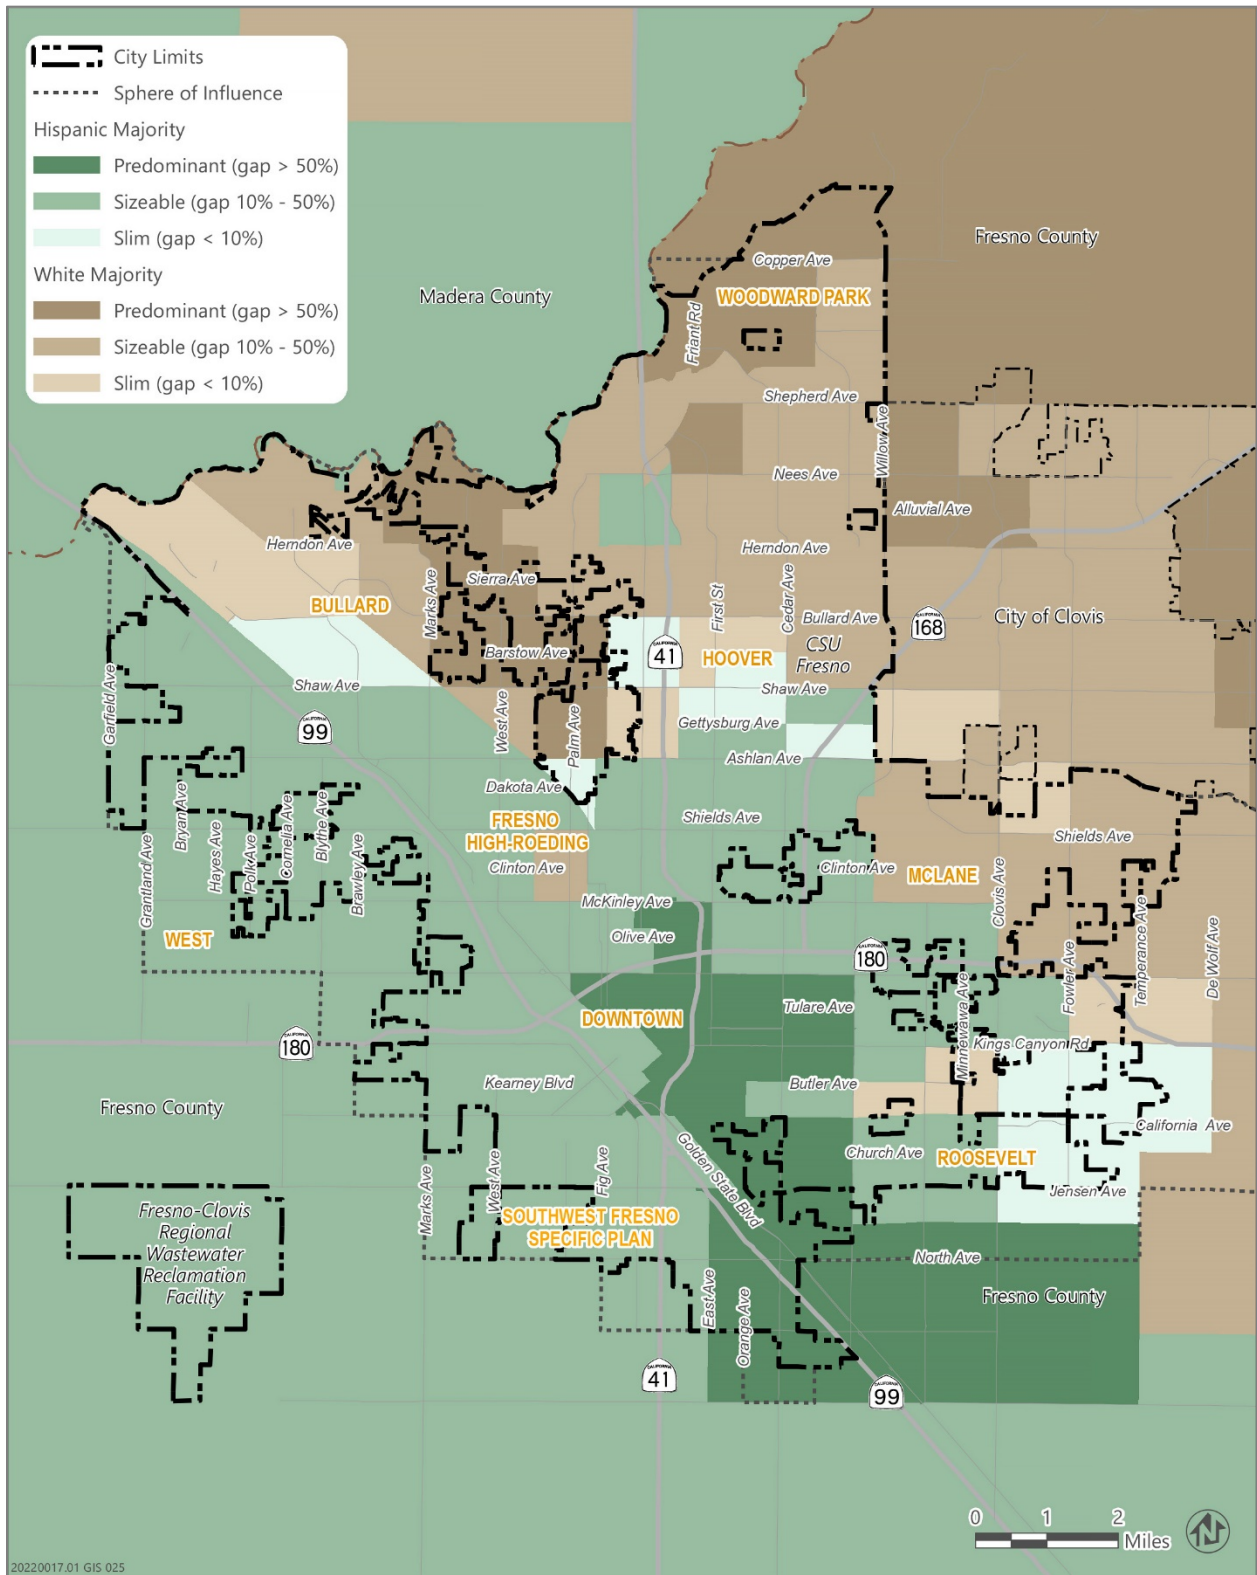 City Limits
Sphere of Influence
Hispanic Majority
Predominant (gap > 50%)
Sizeable (gap 10% - 50%)
Slim (gap < 10%)
White Majority
Predominant (gap > 50%)
Sizeable (gap 10% - 50%)
Slim (gap < 10%)
Fresno County
Madera County
Copper Ave
WOODWARD PARK
Friant Rd
Shepherd Ave
Willow Ave
Nees Ave
Alluvial Ave
Herndon Ave
Herndon Ave
Sierra Ave
Marks Ave
BULLARD
First St
Cedar Ave
Bullard Ave
CALIFORNIA
168
City of Clovis
CSU
Fresno
Barstow Ave
CALIFORNIA
41
HOOVER
Shaw Ave
Shaw Ave
Garfield Ave
CALIFORNIA
99
West Ave
Palm Ave
Gettysburg Ave
Ashlan Ave
Dakota Ave
FRESNO
HIGH-ROEDING
Shields Ave
Shields Ave
Clinton Ave
Clinton Ave
Grantland Ave
Bryan Ave
Hayes Ave
Polk Ave
Cornelia Ave
Blythe Ave
Brawley Ave
MCLANE
Clovis Ave
McKinley Ave
Olive Ave
WEST
CALIFORNIA
180
Fowler Ave
Temperance Ave
De Wolf Ave
DOWNTOWN
Tulare Ave
Minnewawa Ave
Kings Canyon Rd
CALIFORNIA
180
Kearney Blvd
Butler Ave
Fresno County
California Ave
Church Ave
ROOSEVELT
Golden State Blvd
Marks Ave
West Ave
Fig Ave
Jensen Ave
SOUTHWEST FRESNO
SPECIFIC PLAN
Fresno-Clovis
Regional
Wastewater
Reclamation
Facility
North Ave
Fresno County
East Ave
Orange Ave
CALIFORNIA
41
CALIFORNIA
99
0 1 2
Miles
N
20220017.01 GIS 025